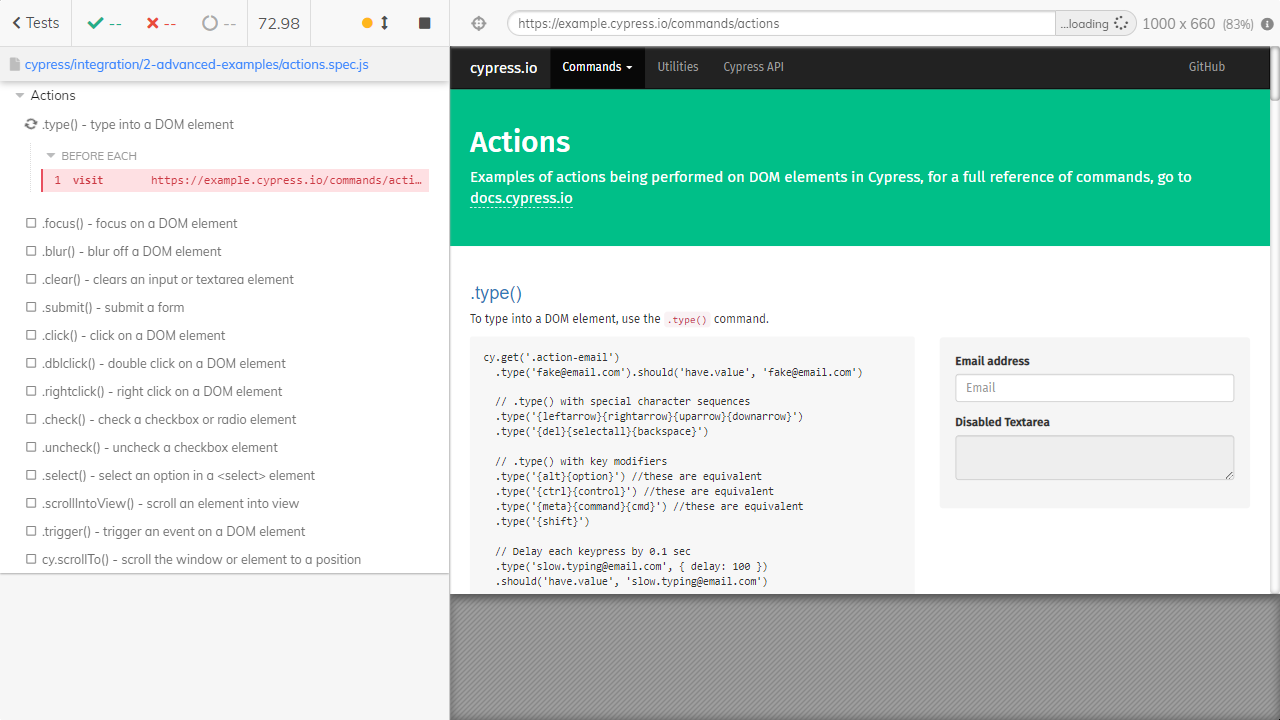 Tests
--
--
--
72.98
https://example.cypress.io/commands/actions
...loading
1000 x 660 (83%)
cypress/integration/2-advanced-examples/actions.spec.js
Actions
.type() - type into a DOM element
BEFORE EACH
1 visit https://example.cypress.io/commands/acti...
.focus() - focus on a DOM element
.blur() - blur off a DOM element
.clear() - clears an input or textarea element
.submit() - submit a form
.click() - click on a DOM element
.dblclick() - double click on a DOM element
.rightclick() - right click on a DOM element
.check() - check a checkbox or radio element
.uncheck() - uncheck a checkbox element
.select() - select an option in a <select> element
.scrollIntoView() - scroll an element into view
.trigger() - trigger an event on a DOM element
cy.scrollTo() - scroll the window or element to a position
cypress.io
Commands
Utilities
Cypress API
GitHub
Actions
Examples of actions being performed on DOM elements in Cypress, for a full reference of commands, go to
docs.cypress.io
.type()
To type into a DOM element, use the .type() command.
cy.get('.action-email')
.type('fake@email.com').should('have.value', 'fake@email.com')
// .type() with special character sequences
.type('{leftarrow}{rightarrow}{uparrow}{downarrow}')
.type('{del}{selectall}{backspace}')
// .type() with key modifiers
.type('{alt}{option}') //these are equivalent
.type('{ctrl}{control}') //these are equivalent
.type('{meta}{command}{cmd}') //these are equivalent
.type('{shift}')
// Delay each keypress by 0.1 sec
.type('slow.typing@email.com', { delay: 100 })
.should('have.value', 'slow.typing@email.com')
Email address
Email
Disabled Textarea